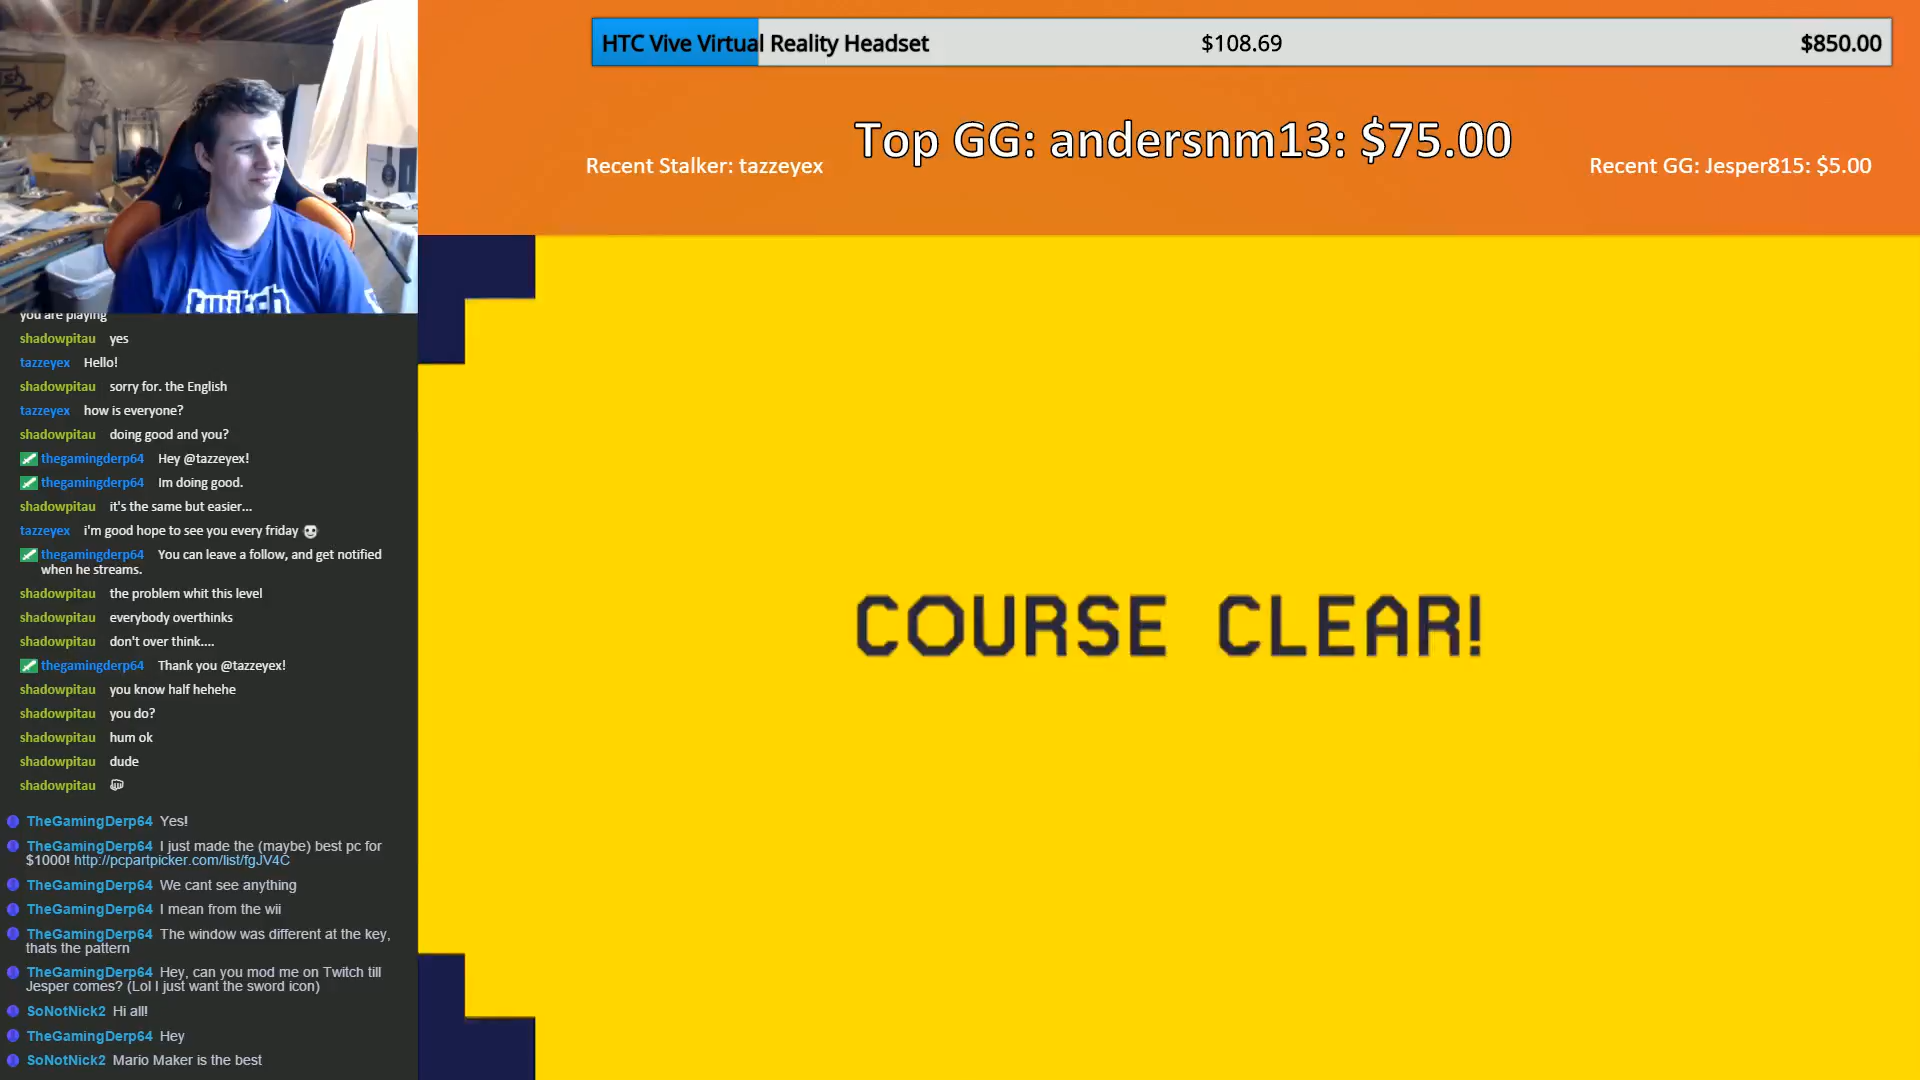 HTC Vive Virtual Reality Headset $108.69 $850.00
Top GG: andersnm13: $75.00
Recent Stalker: tazzeyex
Recent GG: Jesper815: $5.00
twitch
you are playing
shadowpitau yes
tazzeyex Hello!
shadowpitau sorry for. the English
tazzeyex how is everyone?
shadowpitau doing good and you?
thegamingderp64 Hey @tazzeyex!
thegamingderp64 Im doing good.
shadowpitau it's the same but easier...
tazzeyex i'm good hope to see you every friday
thegamingderp64 You can leave a follow, and get notified
when he streams.
shadowpitau the problem whit this level
shadowpitau everybody overthinks
shadowpitau don't over think....
thegamingderp64 Thank you @tazzeyex!
shadowpitau you know half hehehe
shadowpitau you do?
shadowpitau hum ok
shadowpitau dude
shadowpitau
TheGamingDerp64 Yes!
TheGamingDerp64 I just made the (maybe) best pc for
$1000! http://pcpartpicker.com/list/fgJV4C
TheGamingDerp64 We cant see anything
TheGamingDerp64 I mean from the wii
TheGamingDerp64 The window was different at the key,
thats the pattern
TheGamingDerp64 Hey, can you mod me on Twitch till
Jesper comes? (Lol I just want the sword icon)
SoNotNick2 Hi all!
TheGamingDerp64 Hey
SoNotNick2 Mario Maker is the best
COURSE CLEAR!